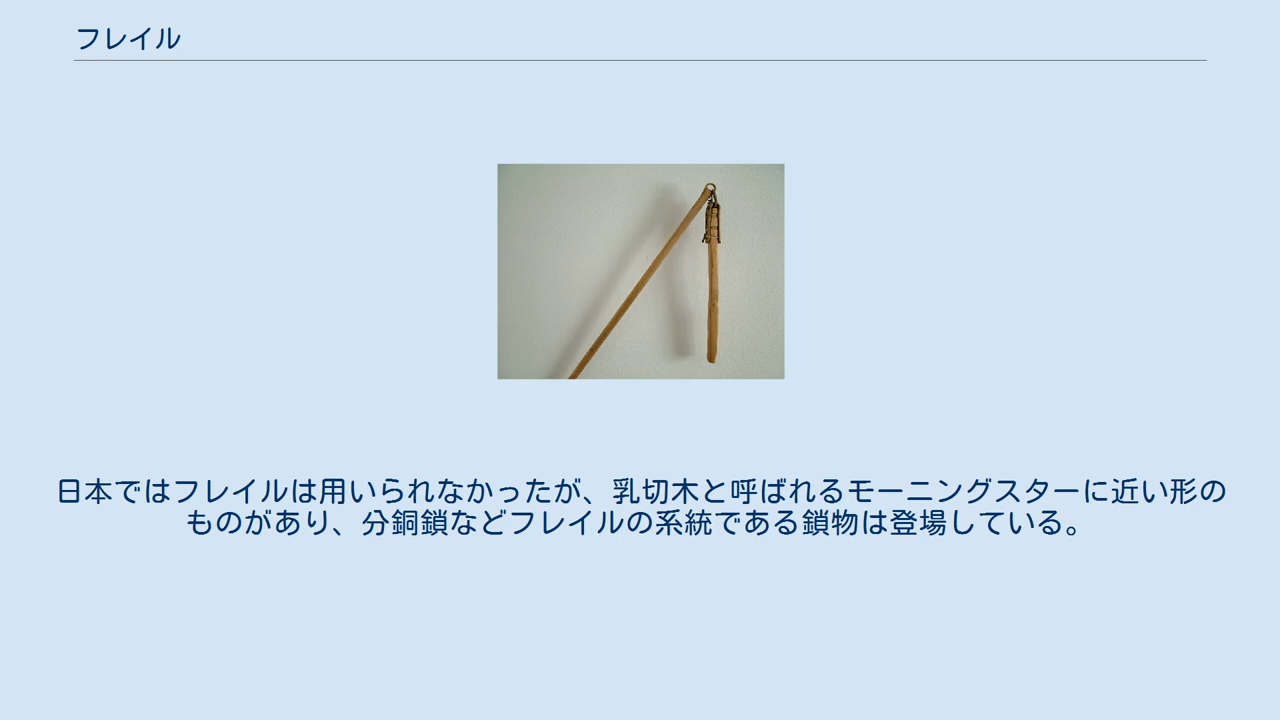 フレイル
日本ではフレイルは用いられなかったが、乳切木と呼ばれるモーニングスターに近い形の
ものがあり、分銅鎖などフレイルの系統である鎖物は登場している。